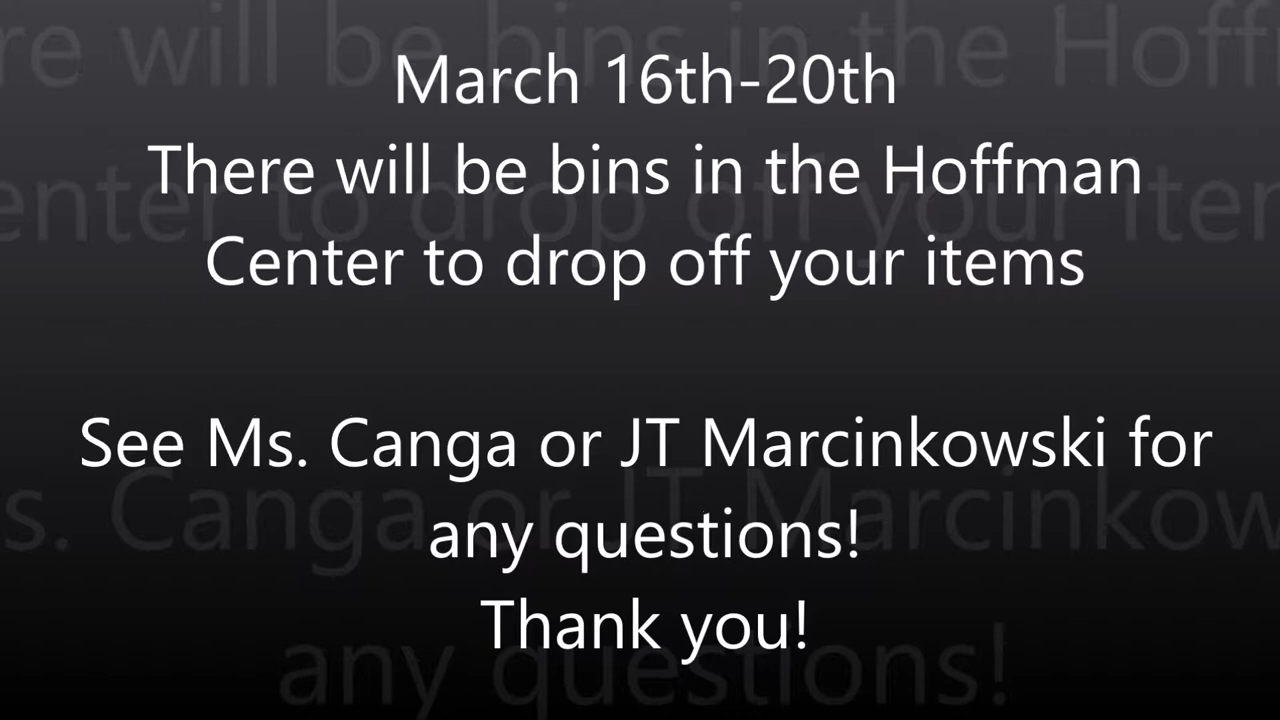 March 16th-20th
There will be bins in the Hoffman
Center to drop off your items
See Ms. Canga or JT Marcinkowski for
any questions!
Thank you!